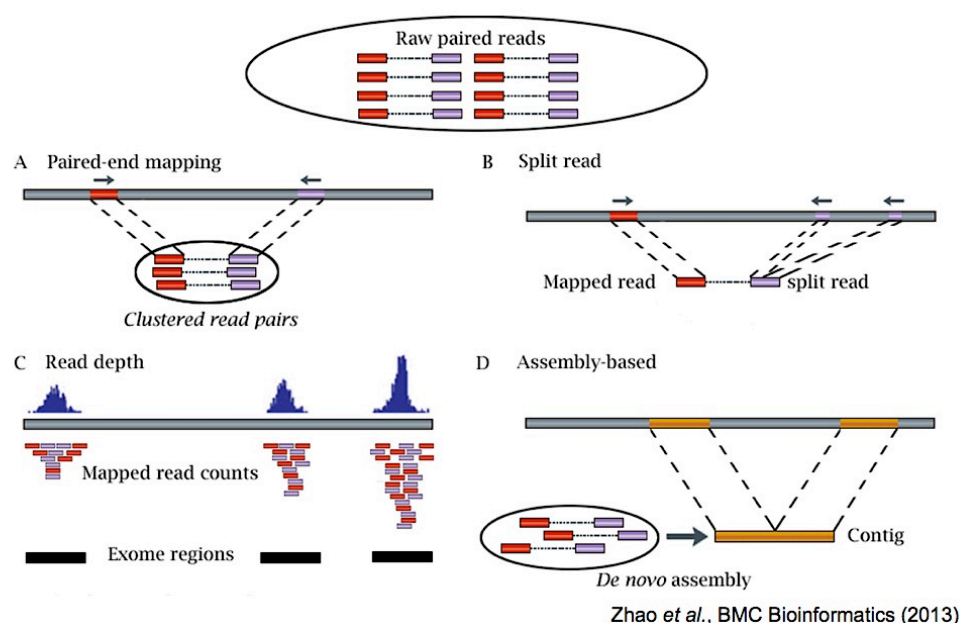 Raw paired reads
A Paired-end mapping
Clustered read pairs
B Split read
Mapped read
split read
C Read depth
Mapped read counts
Exome regions
D Assembly-based
Contig
De novo assembly
Zhao et al., BMC Bioinformatics (2013)